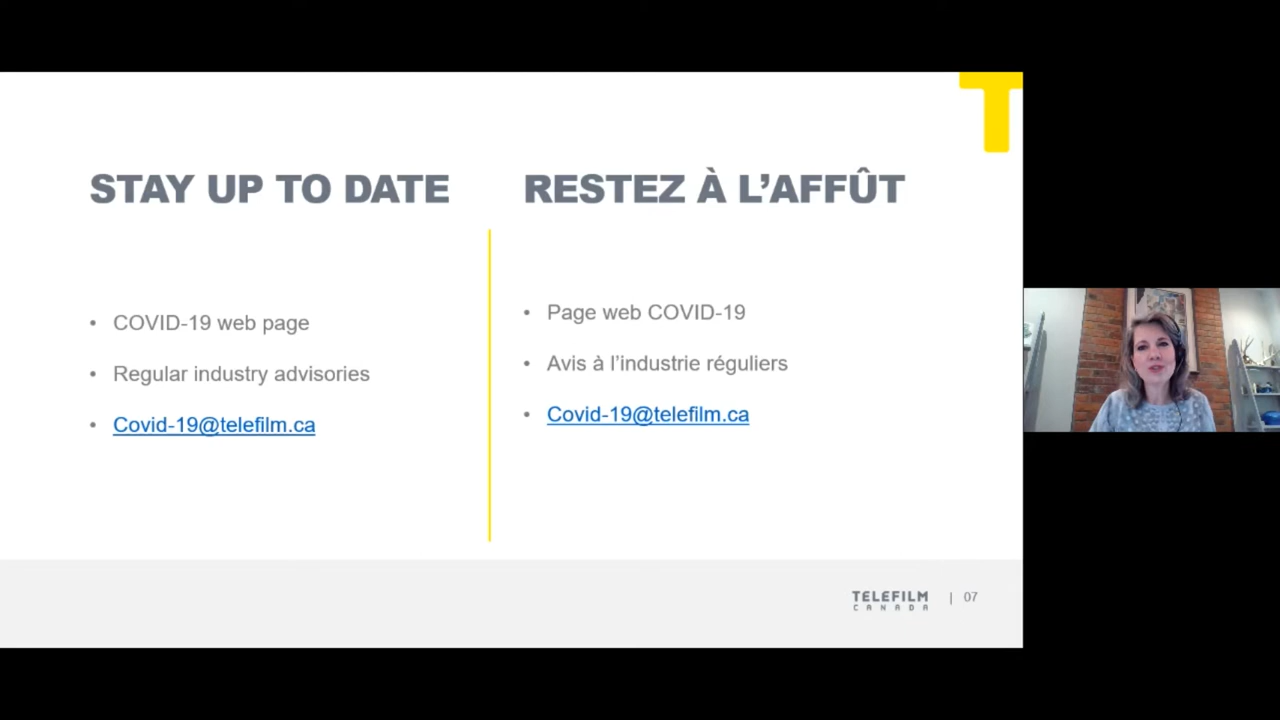 STAY UP TO DATE
• COVID-19 web page
• Regular industry advisories
• Covid-19@telefilm.ca
RESTEZ À L’AFFÛT
• Page web COVID-19
• Avis à l’industrie réguliers
• Covid-19@telefilm.ca
TELEFILM
CANADA
| 07